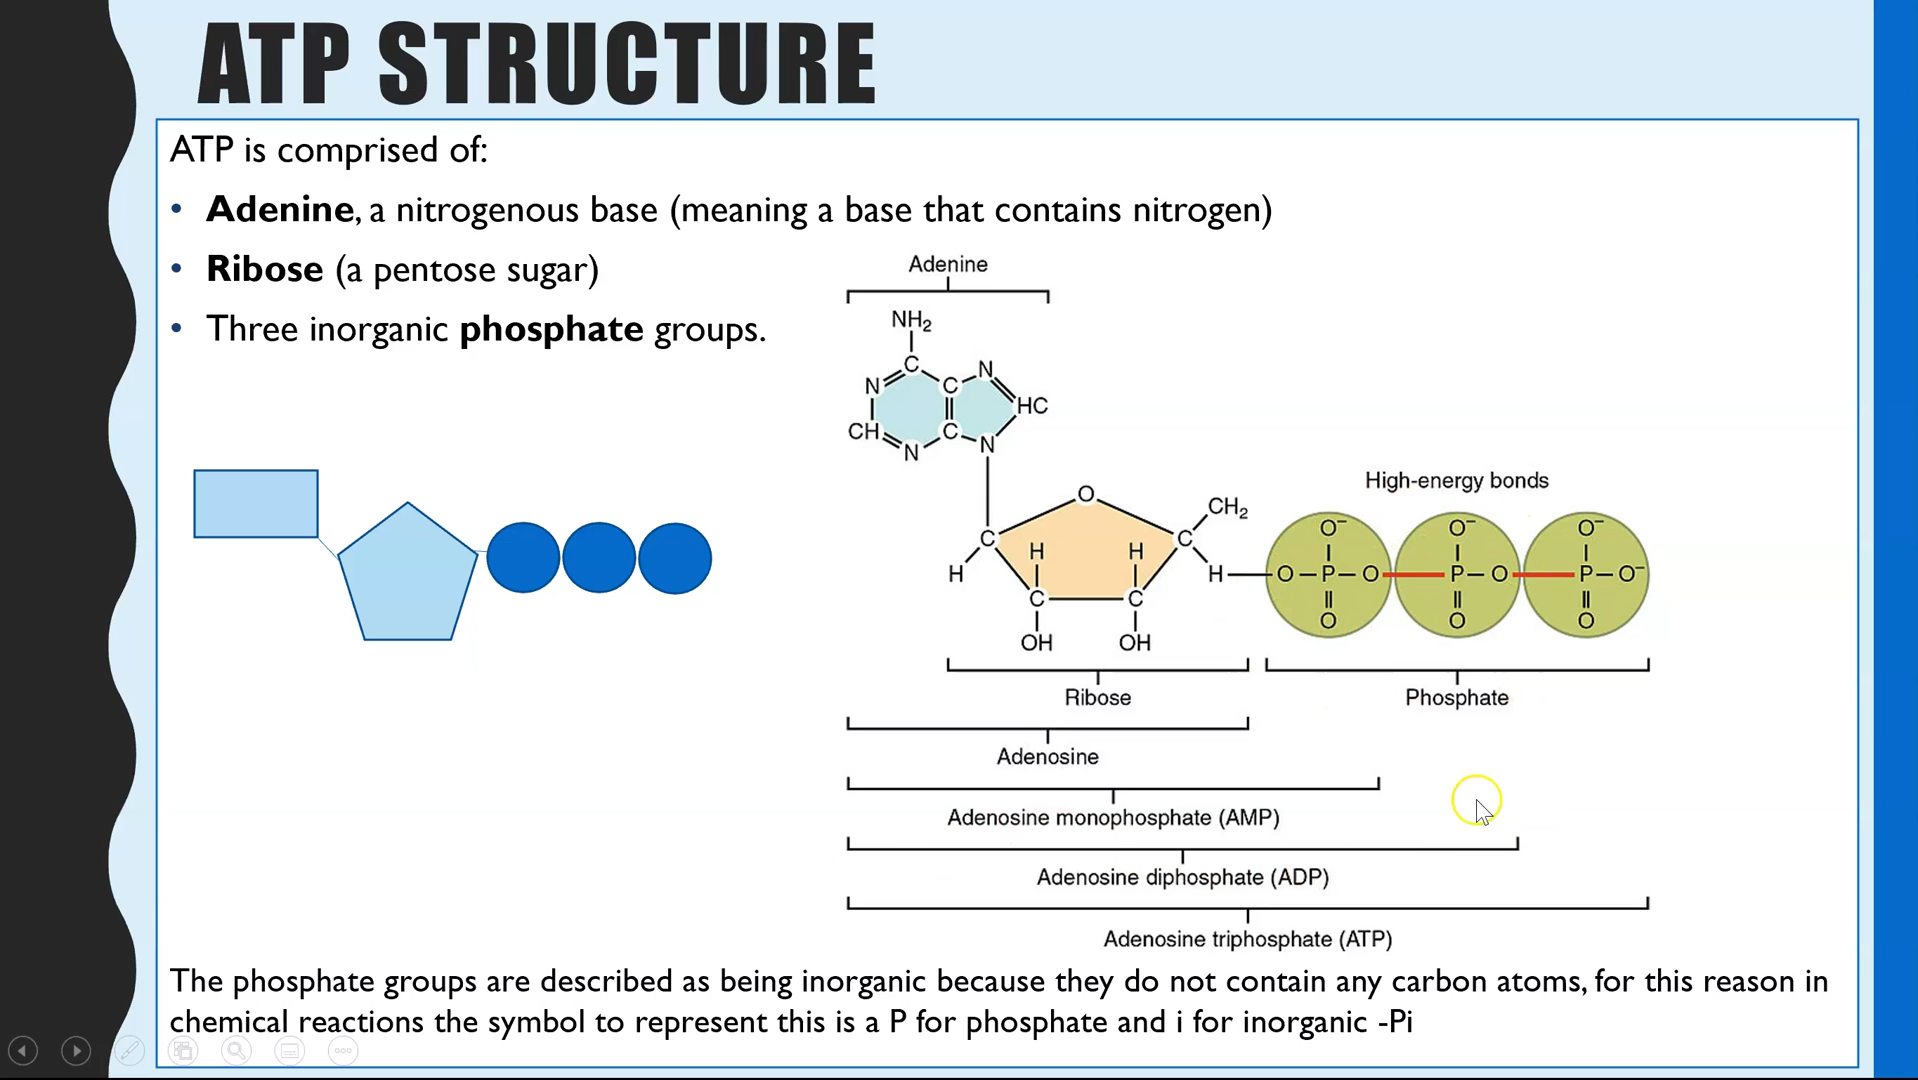 ATP STRUCTURE
ATP is comprised of:
• Adenine, a nitrogenous base (meaning a base that contains nitrogen)
• Ribose (a pentose sugar)
• Three inorganic phosphate groups.
Adenine
NH₂
C N
N C HC
CH C
N N
High-energy bonds
O CH₂
O⁻ O⁻ O⁻
C H H C
H H O P O P O P O⁻
C C
O O O
OH OH
Ribose Phosphate
Adenosine
Adenosine monophosphate (AMP)
Adenosine diphosphate (ADP)
Adenosine triphosphate (ATP)
The phosphate groups are described as being inorganic because they do not contain any carbon atoms, for this reason in
chemical reactions the symbol to represent this is a P for phosphate and i for inorganic -Pi